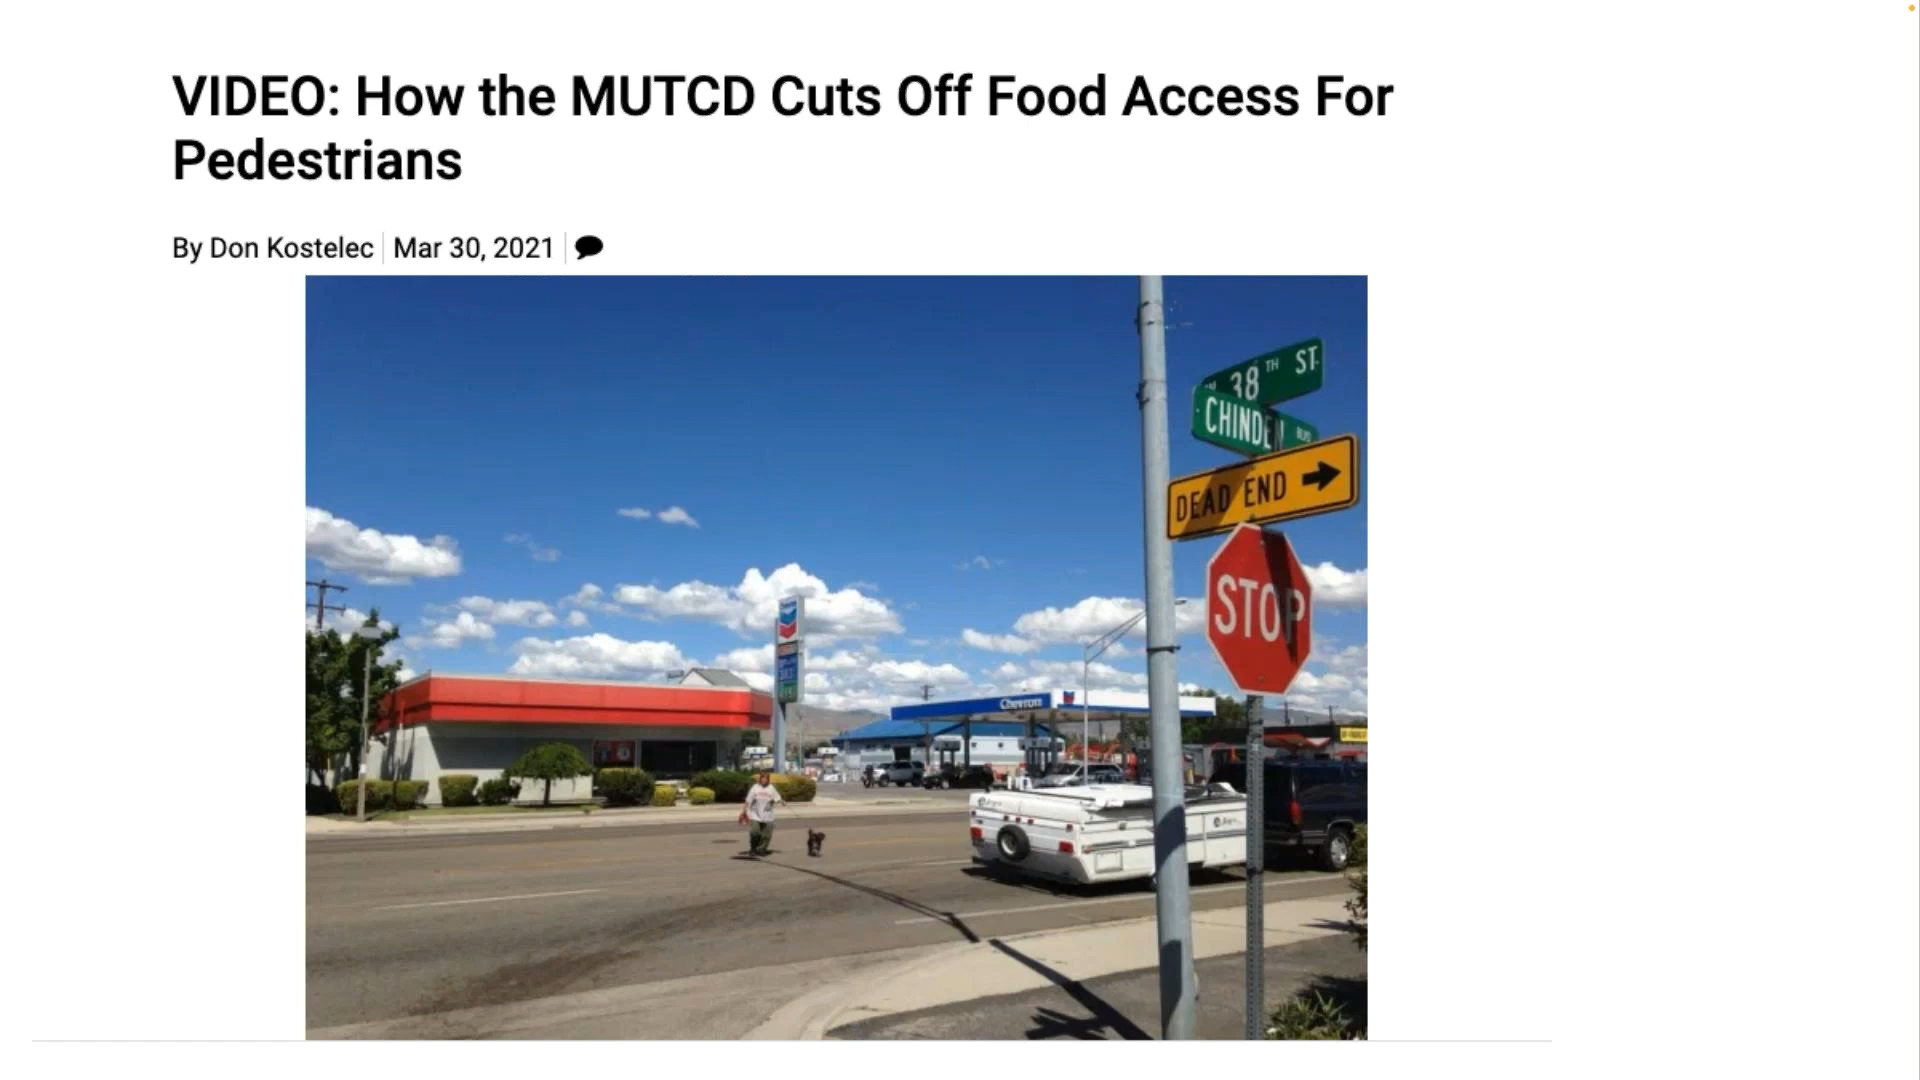 VIDEO: How the MUTCD Cuts Off Food Access For
Pedestrians
By Don Kostelec
Mar 30, 2021
38TH ST
CHINDEN BLVD
DEAD END
STOP
Chevron